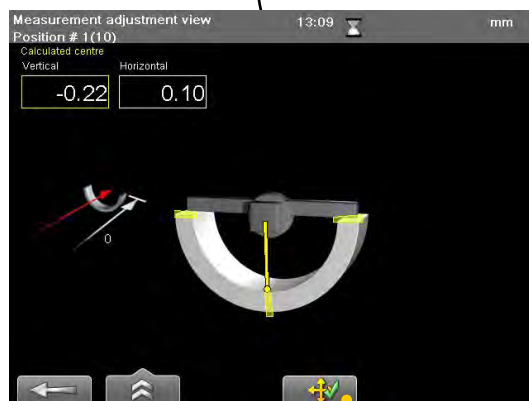 Measurement adjustment view 13:09 mm
Position # 1(10)
Calculated centre
Vertical Horizontal
-0.22 0.10
0